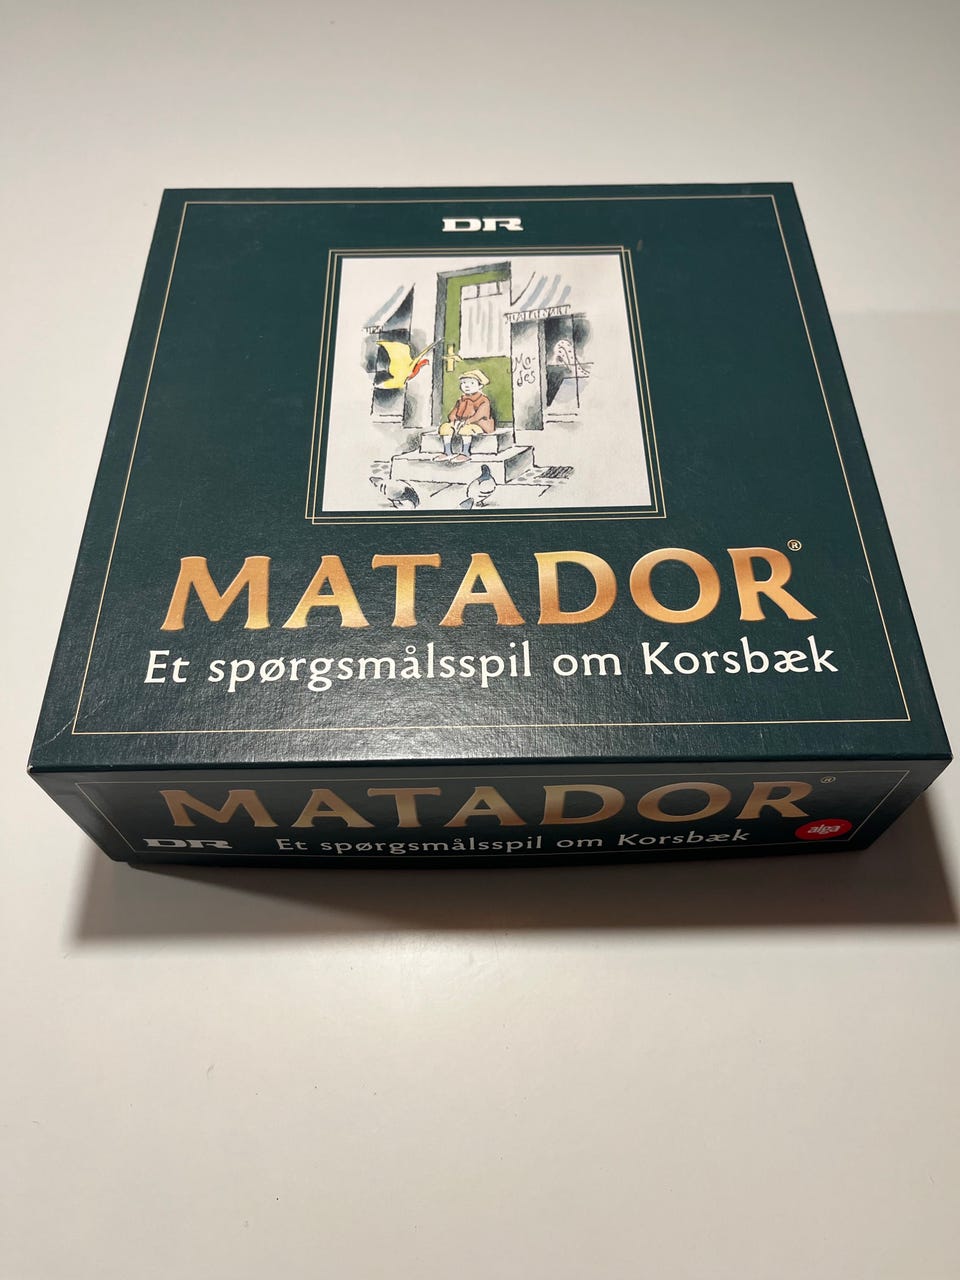 DR
Mo-
des
MATADOR®
Et spørgsmålsspil om Korsbæk
MATADOR®
DR Et spørgsmålsspil om Korsbæk alga